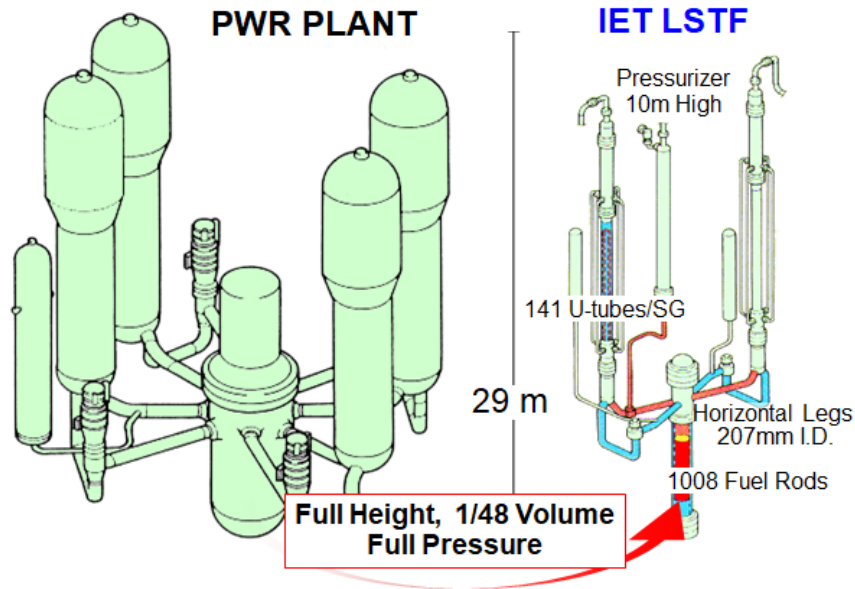 PWR PLANT
IET LSTF
Pressurizer
10m High
141 U-tubes/SG
29 m
Horizontal Legs
207mm I.D.
1008 Fuel Rods
Full Height, 1/48 Volume
Full Pressure